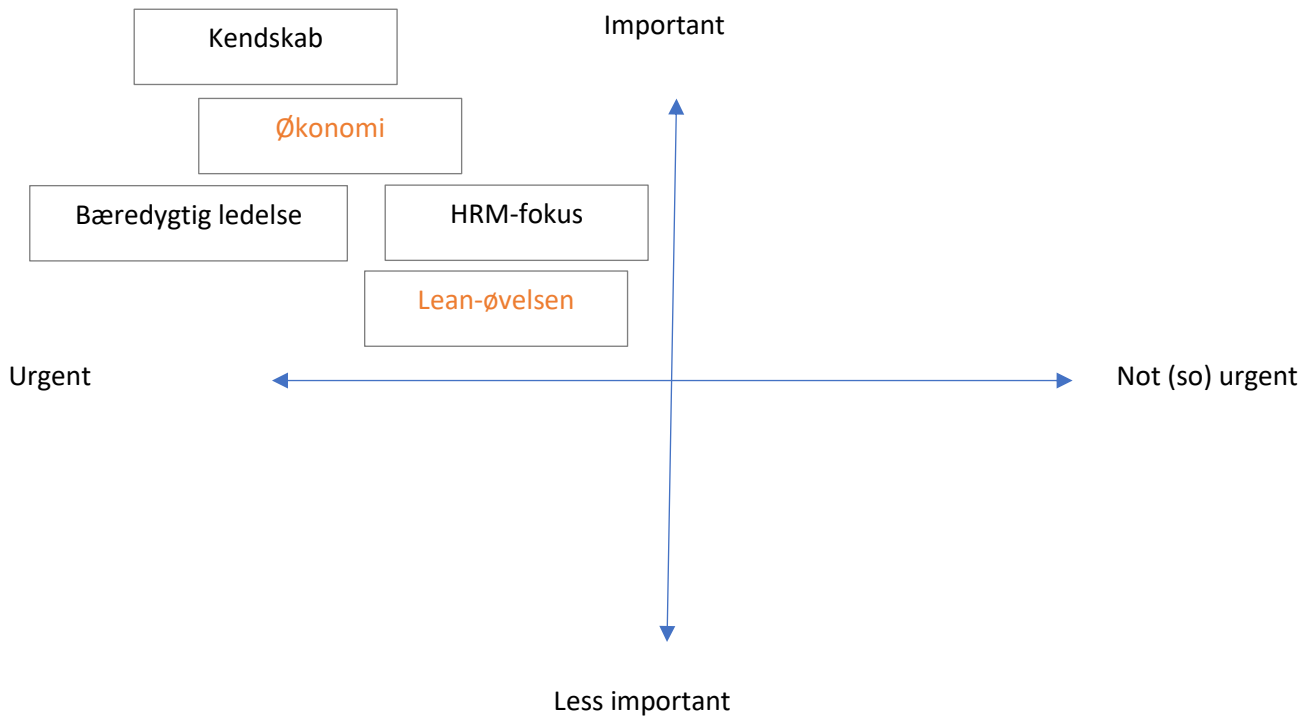 Kendskab
Important
Økonomi
Bæredygtig ledelse
HRM-fokus
Lean-øvelsen
Urgent
Not (so) urgent
Less important